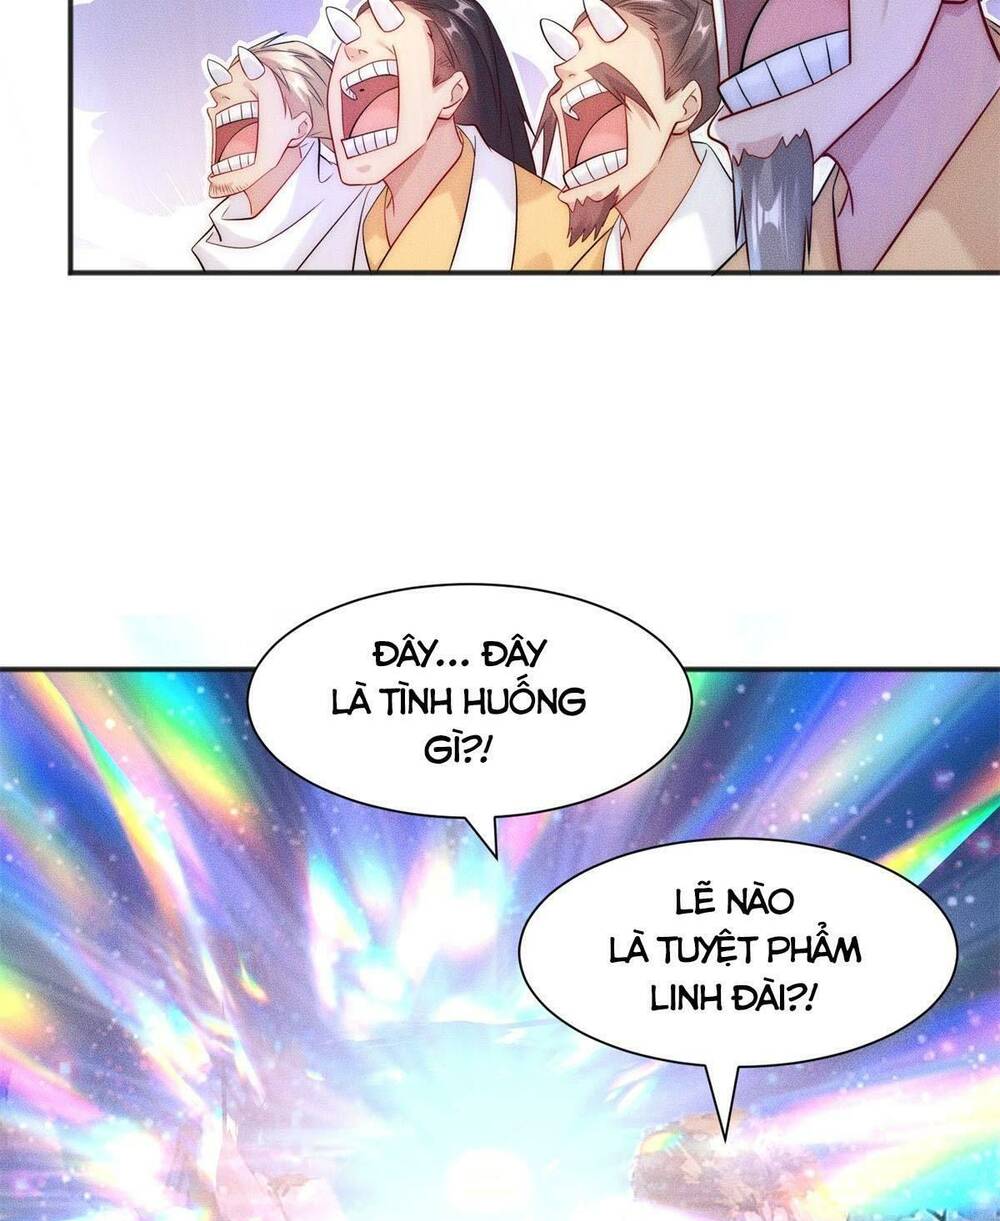 ĐÂY... ĐÂY
LÀ TÌNH HUỐNG
GÌ?!
LẼ NÀO
LÀ TUYỆT PHẨM
LINH ĐÀI?!